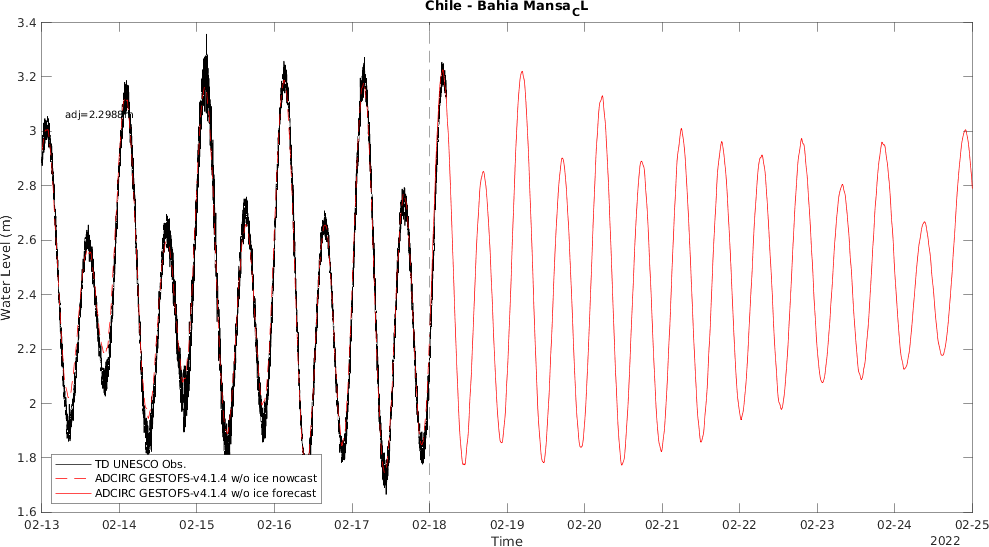 Chile - Bahia Mansa_CL
3.4
3.2
adj=2.2988m
3
2.8
2.6
Water Level (m)
2.4
2.2
2
1.8
TD UNESCO Obs.
ADCIRC GESTOFS-v4.1.4 w/o ice nowcast
ADCIRC GESTOFS-v4.1.4 w/o ice forecast
1.6
02-13 02-14 02-15 02-16 02-17 02-18 02-19 02-20 02-21 02-22 02-23 02-24 02-25
Time
2022